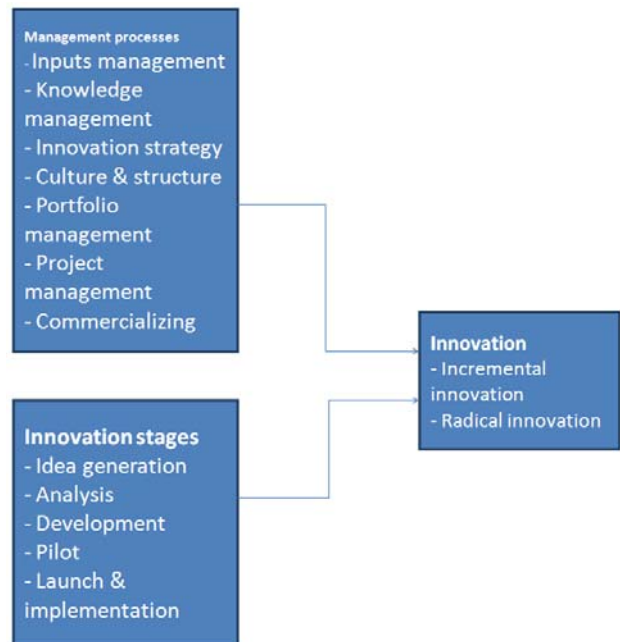 Management processes
-Inputs management
- Knowledge
management
- Innovation strategy
- Culture & structure
- Portfolio
management
- Project
management
- Commercializing
Innovation
- Incremental
innovation
- Radical innovation
Innovation stages
- Idea generation
- Analysis
- Development
- Pilot
- Launch &
implementation